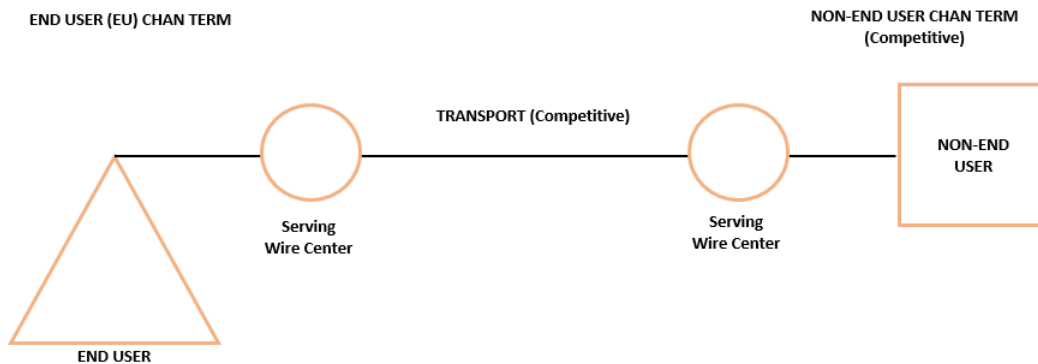 END USER (EU) CHAN TERM
NON-END USER CHAN TERM
(Competitive)
TRANSPORT (Competitive)
NON-END
USER
Serving
Wire Center
Serving
Wire Center
END USER